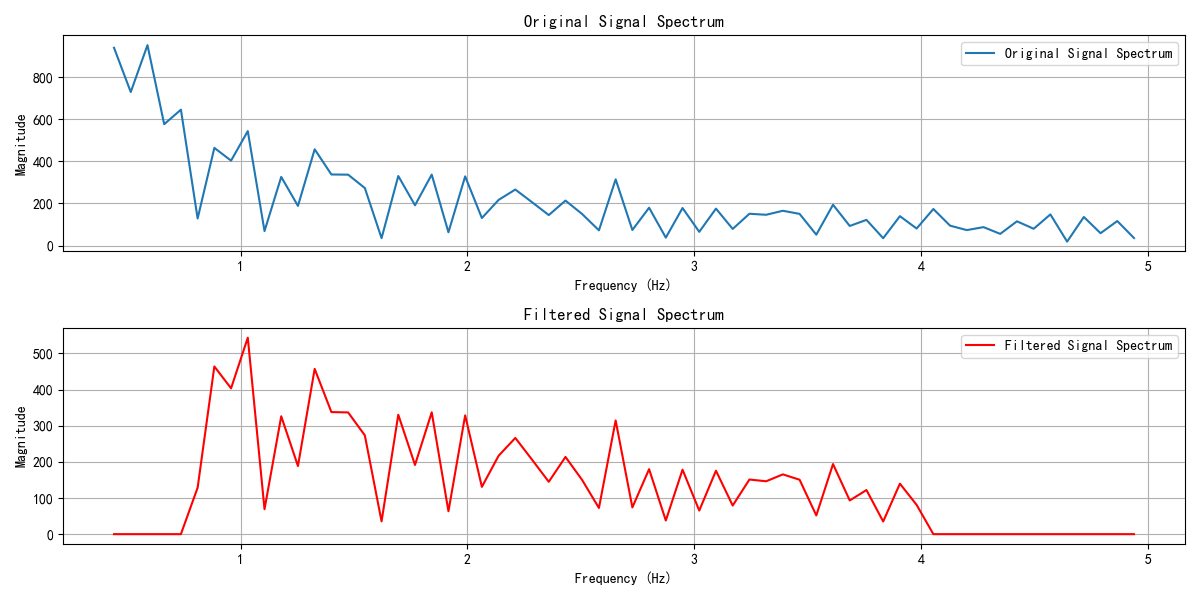 Original Signal Spectrum
Original Signal Spectrum
Magnitude
800
600
400
200
0
1 2 3 4 5
Frequency (Hz)
Filtered Signal Spectrum
Filtered Signal Spectrum
Magnitude
500
400
300
200
100
0
1 2 3 4 5
Frequency (Hz)